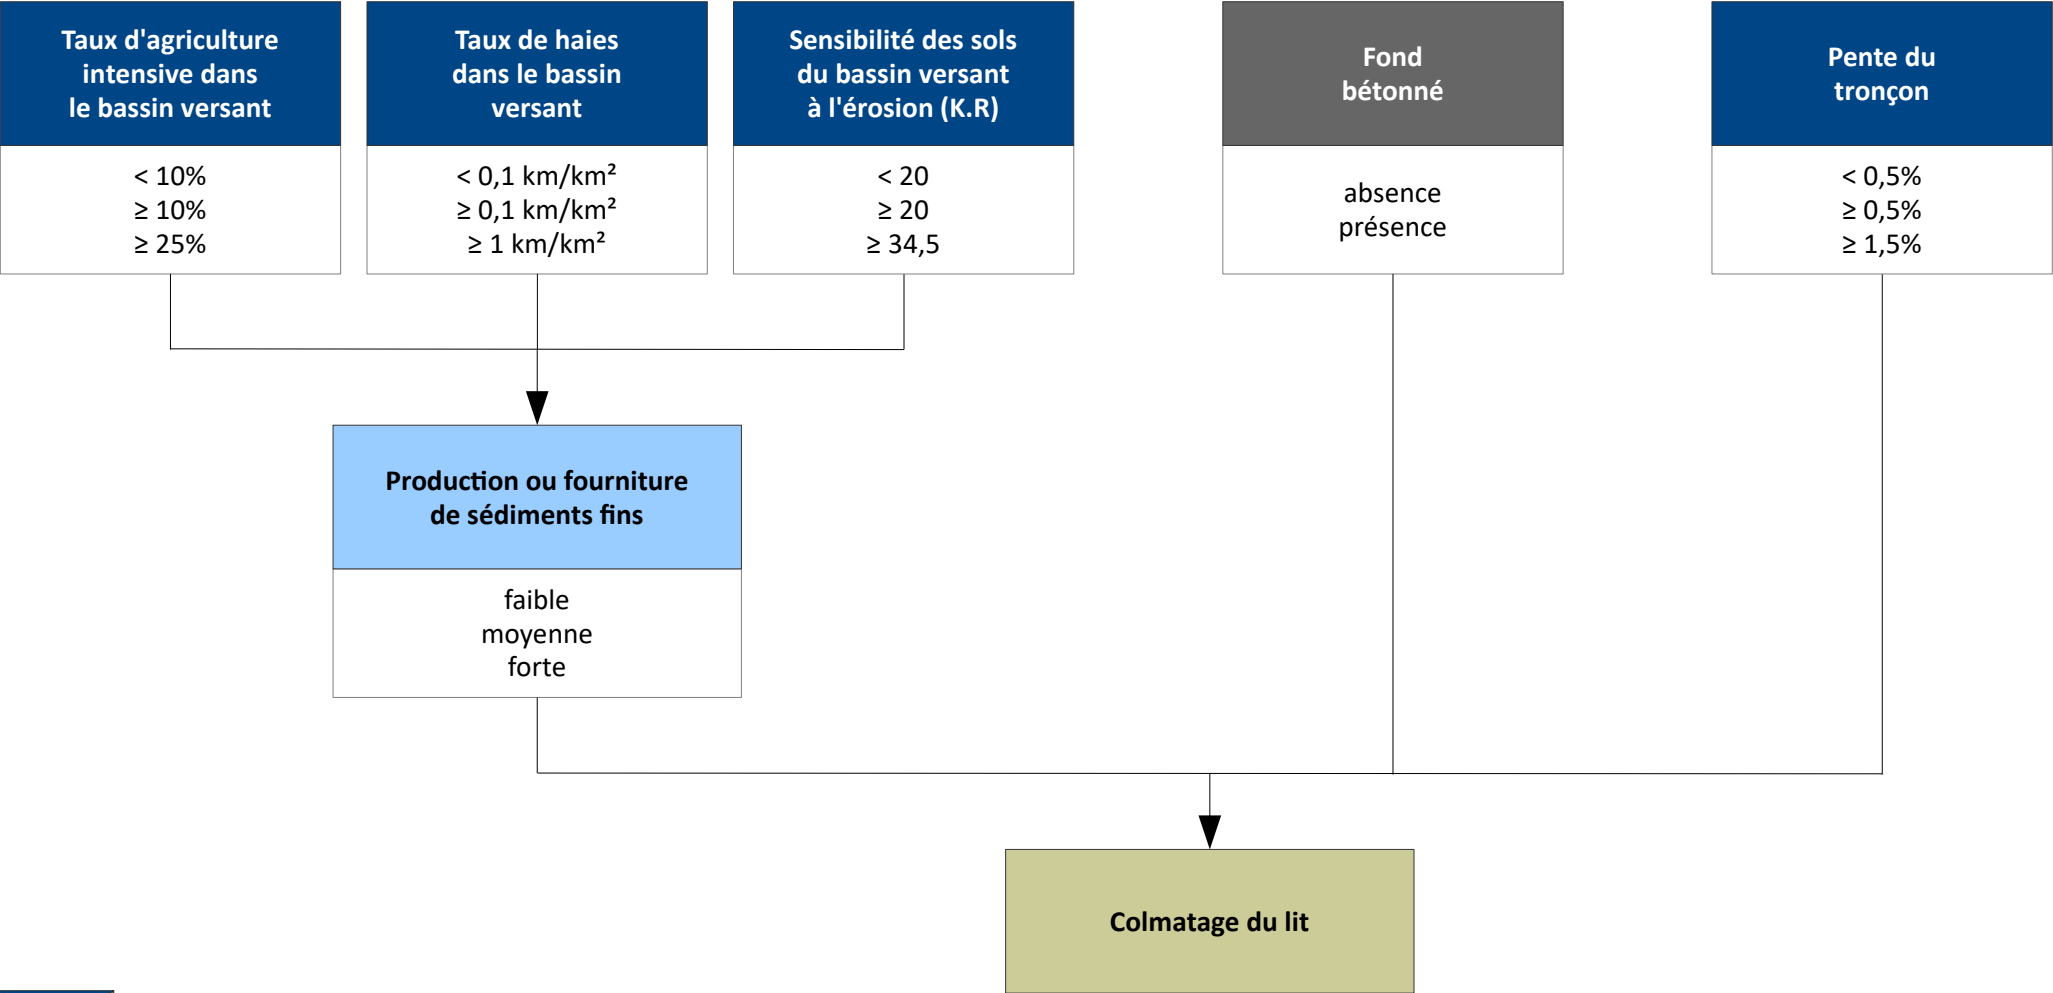 Taux d'agriculture
intensive dans
le bassin versant
< 10%
≥ 10%
≥ 25%
Taux de haies
dans le bassin
versant
< 0,1 km/km²
≥ 0,1 km/km²
≥ 1 km/km²
Sensibilité des sols
du bassin versant
à l'érosion (K.R)
< 20
≥ 20
≥ 34,5
Fond
bétonné
absence
présence
Pente du
tronçon
< 0,5%
≥ 0,5%
≥ 1,5%
Production ou fourniture
de sédiments fins
faible
moyenne
forte
Colmatage du lit